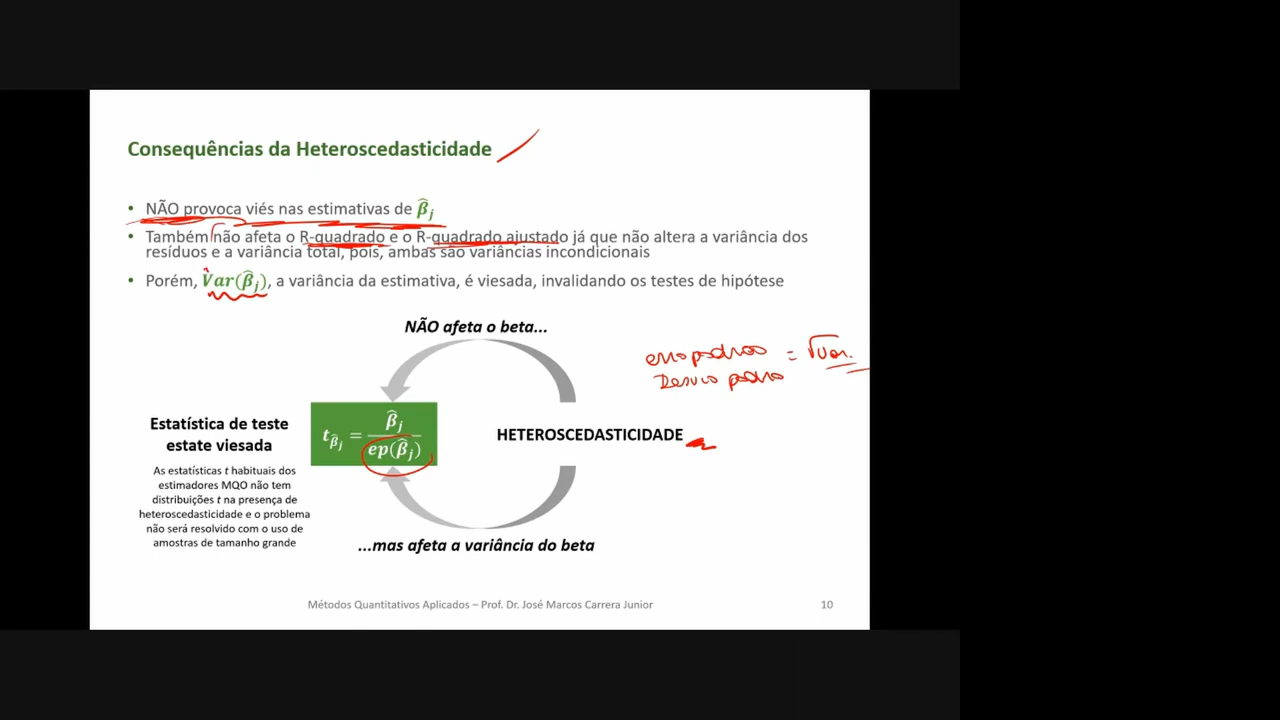 Consequências da Heteroscedasticidade
• NÃO provoca viés nas estimativas de β̂j
• Também não afeta o R-quadrado e o R-quadrado ajustado já que não altera a variância dos
resíduos e a variância total, pois, ambas são variâncias incondicionais
• Porém, Var(β̂j), a variância da estimativa, é viesada, invalidando os testes de hipótese
NÃO afeta o beta...
erro padrão = √var.
Desvio padrão
Estatística de teste
estate viesada
As estatísticas t habituais dos
estimadores MQO não tem
distribuições t na presença de
heteroscedasticidade e o problema
não será resolvido com o uso de
amostras de tamanho grande
tβ̂j = β̂j / ep(β̂j)
HETEROSCEDASTICIDADE
...mas afeta a variância do beta
Métodos Quantitativos Aplicados – Prof. Dr. José Marcos Carrera Junior
10